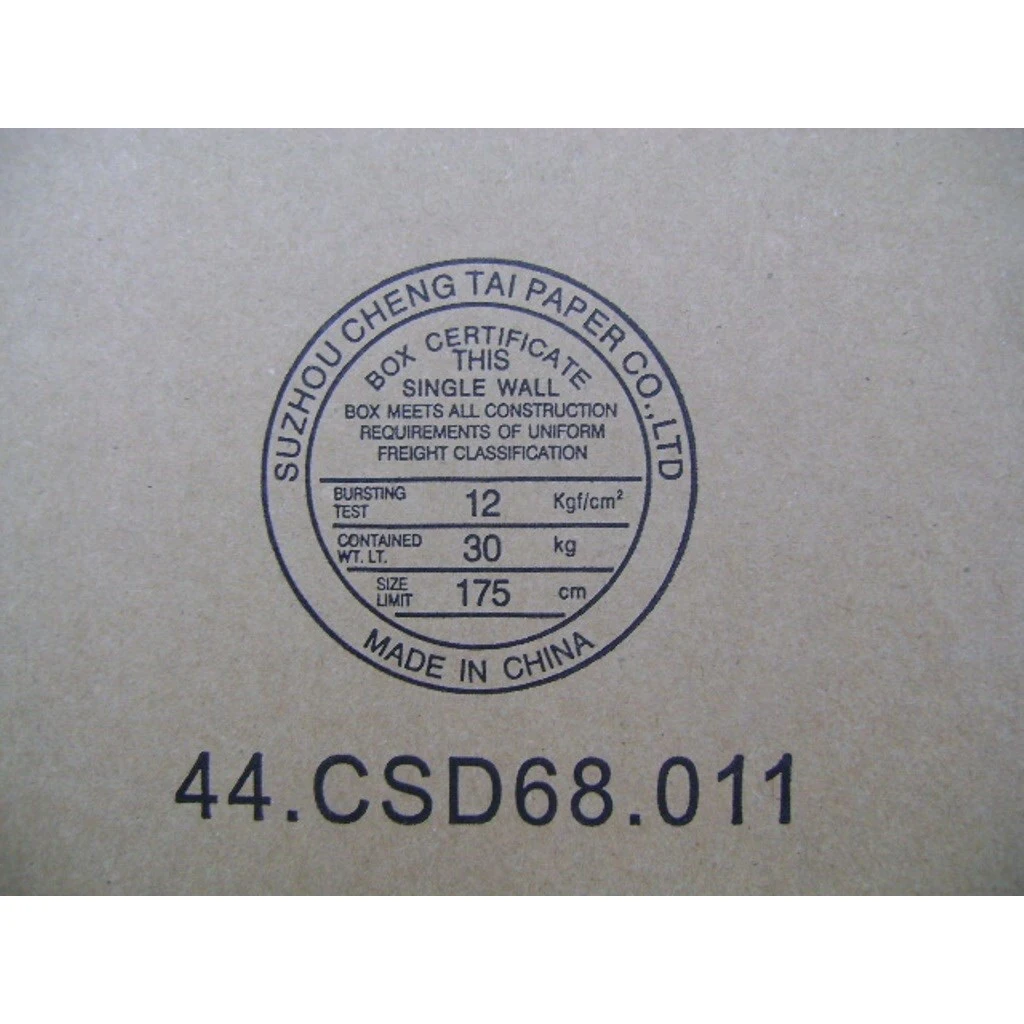 SUZHOU CHENG TAI PAPER CO.,LTD
BOX CERTIFICATE
THIS
SINGLE WALL
BOX MEETS ALL CONSTRUCTION
REQUIREMENTS OF UNIFORM
FREIGHT CLASSIFICATION
BURSTING TEST 12 Kgf/cm²
CONTAINED WT. LT. 30 kg
SIZE LIMIT 175 cm
MADE IN CHINA
44.CSD68.011